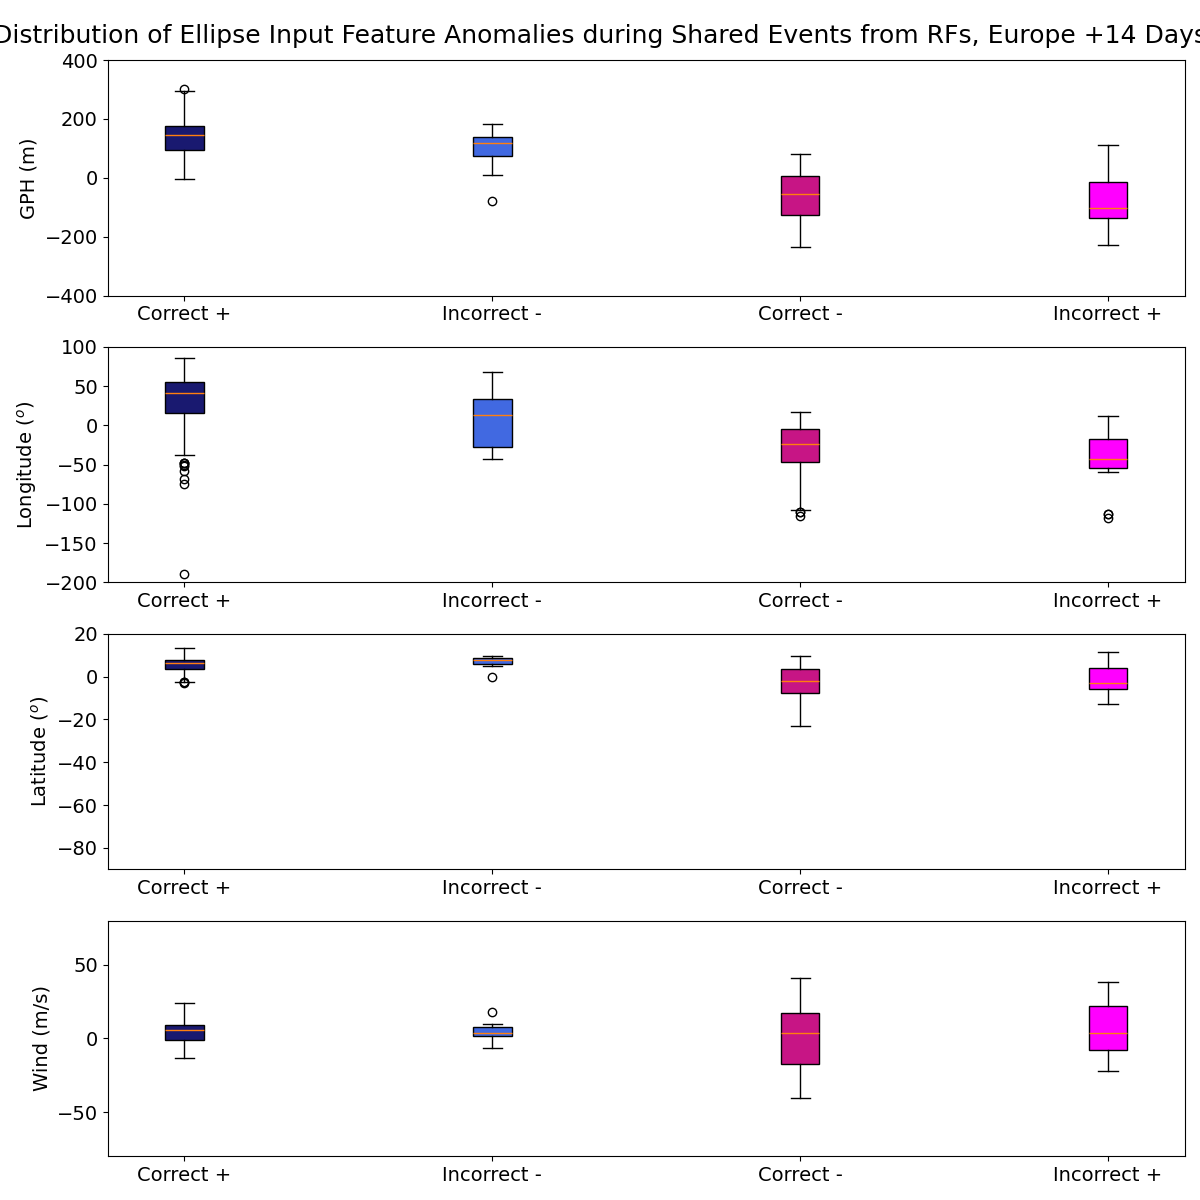 Distribution of Ellipse Input Feature Anomalies during Shared Events from RFs, Europe +14 Days
400
200
0
−200
−400
GPH (m)
Correct + Incorrect - Correct - Incorrect +
100
50
0
−50
−100
−150
−200
Longitude (º)
Correct + Incorrect - Correct - Incorrect +
20
0
−20
−40
−60
−80
Latitude (º)
Correct + Incorrect - Correct - Incorrect +
50
0
−50
Wind (m/s)
Correct + Incorrect - Correct - Incorrect +